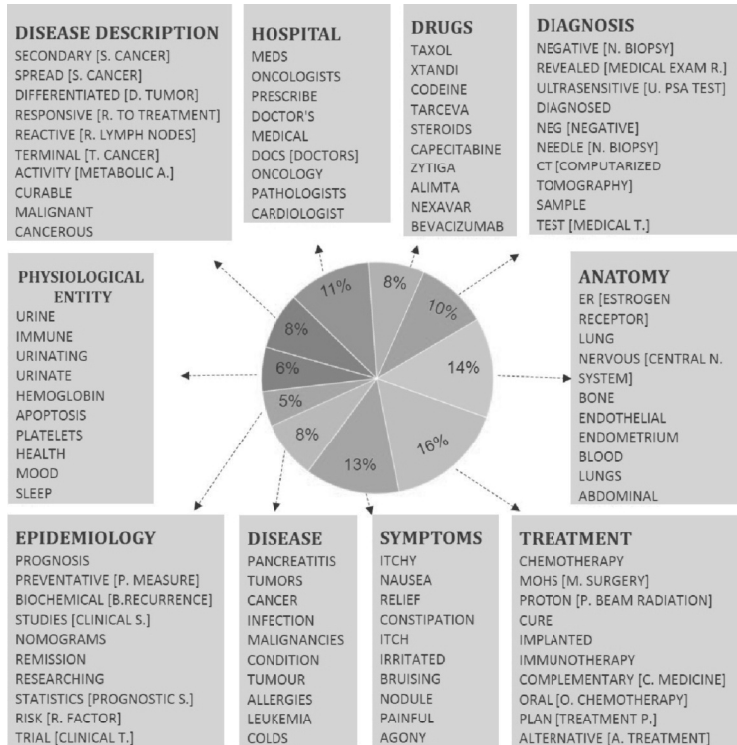 DISEASE DESCRIPTION
SECONDARY [S. CANCER]
SPREAD [S. CANCER]
DIFFERENTIATED [D. TUMOR]
RESPONSIVE [R. TO TREATMENT]
REACTIVE [R. LYMPH NODES]
TERMINAL [T. CANCER]
ACTIVITY [METABOLIC A.]
CURABLE
MALIGNANT
CANCEROUS
HOSPITAL
MEDS
ONCOLOGISTS
PRESCRIBE
DOCTOR'S
MEDICAL
DOCS [DOCTORS]
ONCOLOGY
PATHOLOGISTS
CARDIOLOGIST
DRUGS
TAXOL
XTANDI
CODEINE
TARCEVA
STEROIDS
CAPECITABINE
ZYTIGA
ALIMTA
NEXAVAR
BEVACIZUMAB
DIAGNOSIS
NEGATIVE [N. BIOPSY]
REVEALED [MEDICAL EXAM R.]
ULTRASENSITIVE [U. PSA TEST]
DIAGNOSED
NEG [NEGATIVE]
NEEDLE [N. BIOPSY]
CT [COMPUTARIZED
TOMOGRAPHY]
SAMPLE
TEST [MEDICAL T.]
PHYSIOLOGICAL
ENTITY
URINE
IMMUNE
URINATING
URINATE
HEMOGLOBIN
APOPTOSIS
PLATELETS
HEALTH
MOOD
SLEEP
11%
8%
10%
14%
16%
13%
8%
5%
6%
8%
ANATOMY
ER [ESTROGEN
RECEPTOR]
LUNG
NERVOUS [CENTRAL N.
SYSTEM]
BONE
ENDOTHELIAL
ENDOMETRIUM
BLOOD
LUNGS
ABDOMINAL
EPIDEMIOLOGY
PROGNOSIS
PREVENTATIVE [P. MEASURE]
BIOCHEMICAL [B.RECURRENCE]
STUDIES [CLINICAL S.]
NOMOGRAMS
REMISSION
RESEARCHING
STATISTICS [PROGNOSTIC S.]
RISK [R. FACTOR]
TRIAL [CLINICAL T.]
DISEASE
PANCREATITIS
TUMORS
CANCER
INFECTION
MALIGNANCIES
CONDITION
TUMOUR
ALLERGIES
LEUKEMIA
COLDS
SYMPTOMS
ITCHY
NAUSEA
RELIEF
CONSTIPATION
ITCH
IRRITATED
BRUISING
NODULE
PAINFUL
AGONY
TREATMENT
CHEMOTHERAPY
MOHS [M. SURGERY]
PROTON [P. BEAM RADIATION]
CURE
IMPLANTED
IMMUNOTHERAPY
COMPLEMENTARY [C. MEDICINE]
ORAL [O. CHEMOTHERAPY]
PLAN [TREATMENT P.]
ALTERNATIVE [A. TREATMENT]